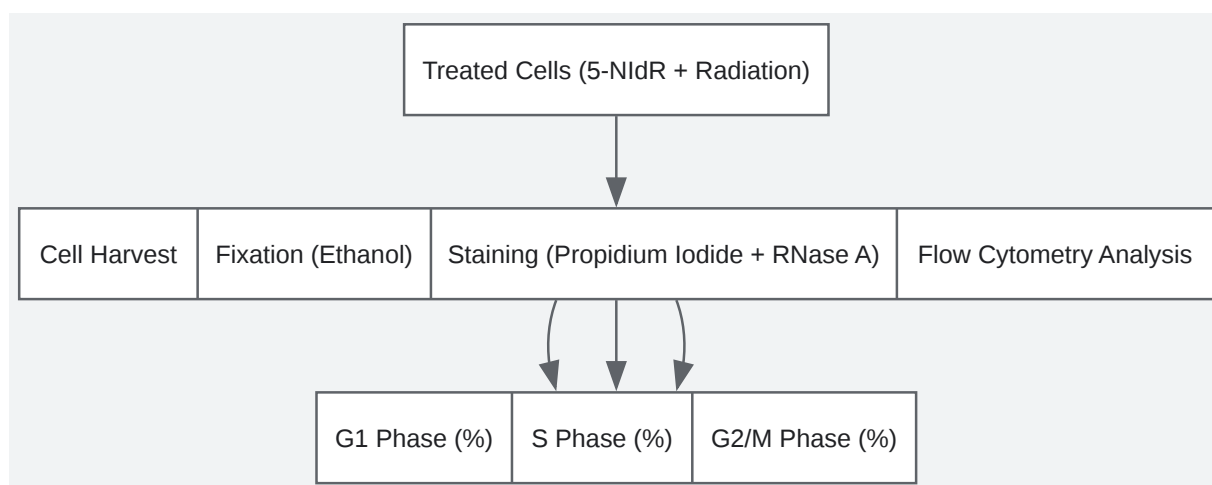 Treated Cells (5-NIdR + Radiation)
Cell Harvest
Fixation (Ethanol)
Staining (Propidium Iodide + RNase A)
Flow Cytometry Analysis
G1 Phase (%)
S Phase (%)
G2/M Phase (%)